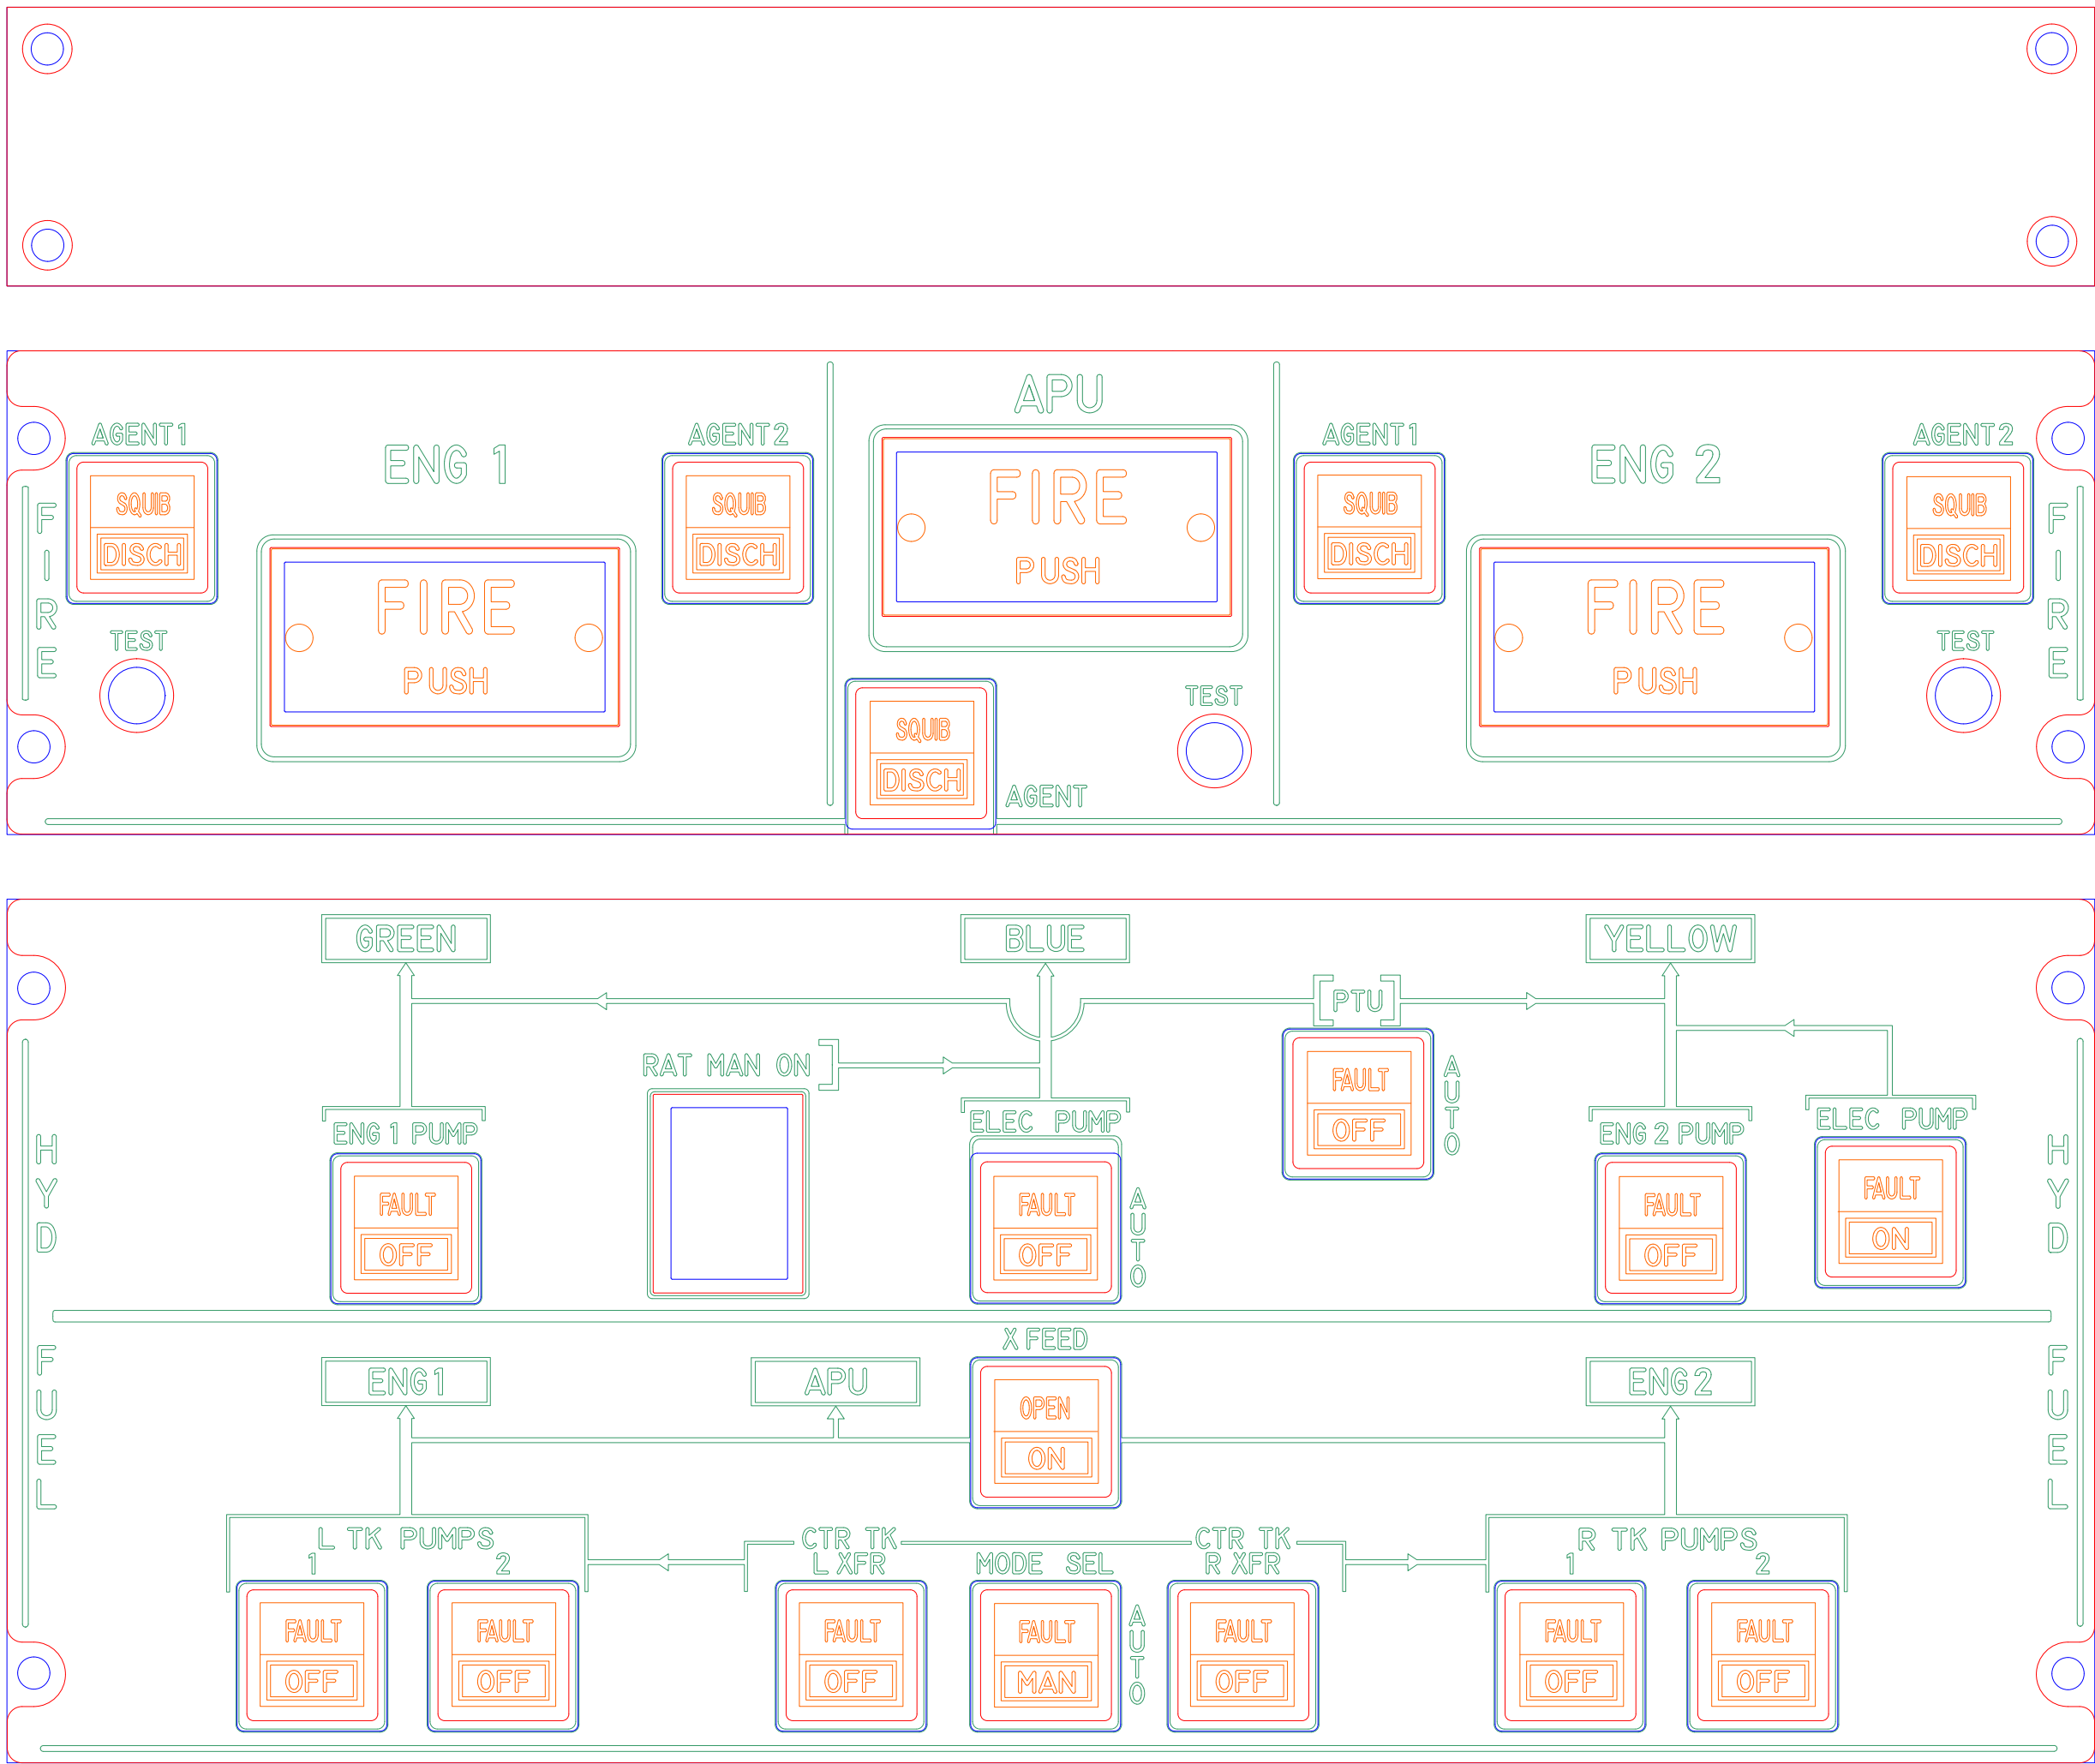 APU
AGENT 1
ENG 1
AGENT 2
AGENT 1
ENG 2
AGENT 2
FIRE
SQUIB
DISCH
SQUIB
DISCH
FIRE
PUSH
SQUIB
DISCH
SQUIB
DISCH
FIRE
FIRE
PUSH
FIRE
PUSH
TEST
TEST
TEST
SQUIB
DISCH
AGENT
GREEN
BLUE
YELLOW
PTU
RAT MAN ON
FAULT
OFF
AUTO
ENG 1 PUMP
ELEC PUMP
ENG 2 PUMP
ELEC PUMP
HYD
FAULT
OFF
FAULT
OFF
AUTO
FAULT
OFF
FAULT
ON
HYD
X FEED
FUEL
ENG 1
APU
OPEN
ON
ENG 2
FUEL
L TK PUMPS
1 2
CTR TK
L XFR
MODE SEL
CTR TK
R XFR
R TK PUMPS
1 2
FAULT
OFF
FAULT
OFF
FAULT
OFF
FAULT
MAN
AUTO
FAULT
OFF
FAULT
OFF
FAULT
OFF